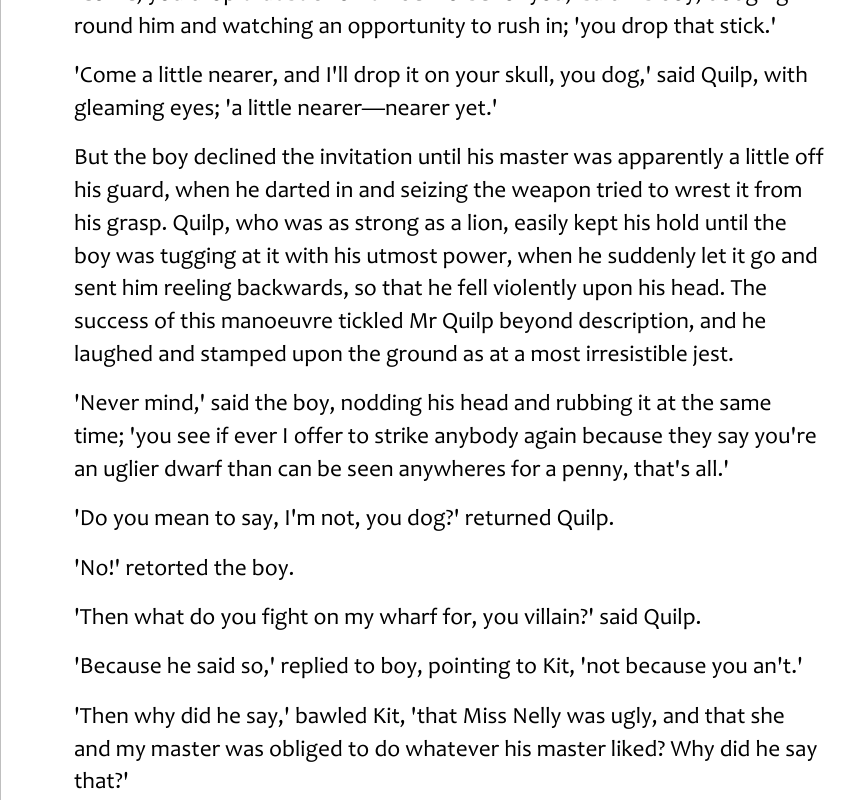 round him and watching an opportunity to rush in; 'you drop that stick.'
'Come a little nearer, and I'll drop it on your skull, you dog,' said Quilp, with
gleaming eyes; 'a little nearer—nearer yet.'
But the boy declined the invitation until his master was apparently a little off
his guard, when he darted in and seizing the weapon tried to wrest it from
his grasp. Quilp, who was as strong as a lion, easily kept his hold until the
boy was tugging at it with his utmost power, when he suddenly let it go and
sent him reeling backwards, so that he fell violently upon his head. The
success of this manoeuvre tickled Mr Quilp beyond description, and he
laughed and stamped upon the ground as at a most irresistible jest.
'Never mind,' said the boy, nodding his head and rubbing it at the same
time; 'you see if ever I offer to strike anybody again because they say you're
an uglier dwarf than can be seen anywheres for a penny, that's all.'
'Do you mean to say, I'm not, you dog?' returned Quilp.
'No!' retorted the boy.
'Then what do you fight on my wharf for, you villain?' said Quilp.
'Because he said so,' replied to boy, pointing to Kit, 'not because you an't.'
'Then why did he say,' bawled Kit, 'that Miss Nelly was ugly, and that she
and my master was obliged to do whatever his master liked? Why did he say
that?'